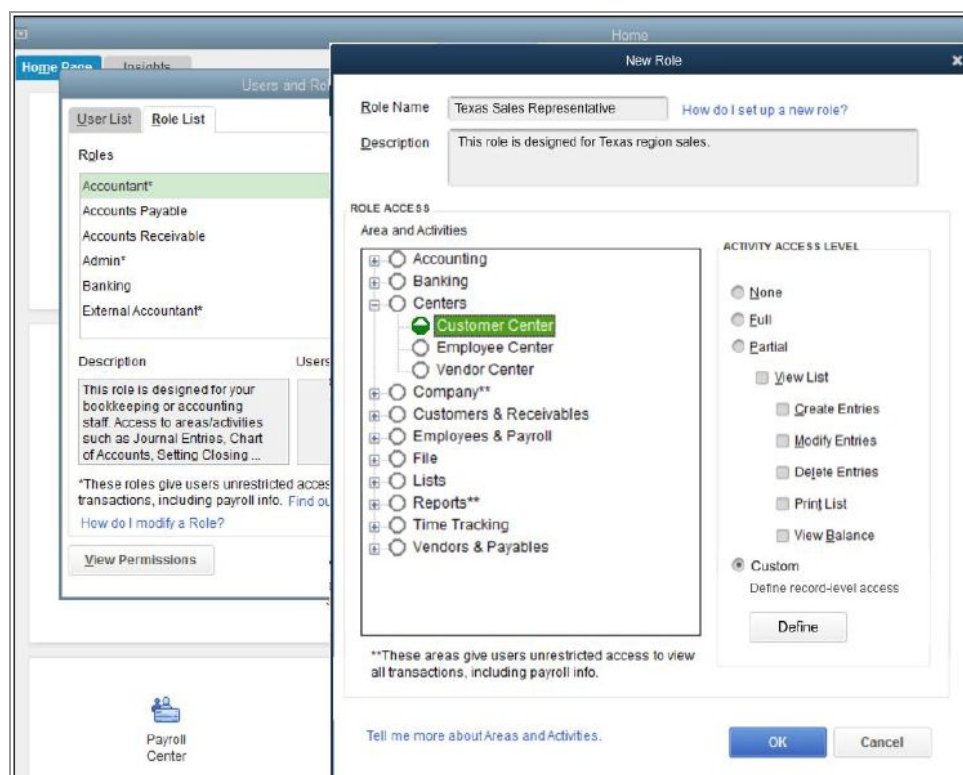 Home
Home Page
Insights
Users and Ro
User List
Role List
Roles
Accountant*
Accounts Payable
Accounts Receivable
Admin*
Banking
External Accountant*
Description
Users
This role is designed for your
bookkeeping or accounting
staff. Access to areas/activities
such as Journal Entries, Chart
of Accounts, Setting Closing ...
*These roles give users unrestricted acces
transactions, including payroll info. Find ou
How do I modify a Role?
View Permissions
Payroll
Center
New Role
Role Name
Texas Sales Representative
How do I set up a new role?
Description
This role is designed for Texas region sales.
ROLE ACCESS
Area and Activities
Accounting
Banking
Centers
Customer Center
Employee Center
Vendor Center
Company**
Customers & Receivables
Employees & Payroll
File
Lists
Reports**
Time Tracking
Vendors & Payables
**These areas give users unrestricted access to view
all transactions, including payroll info.
ACTIVITY ACCESS LEVEL
None
Full
Partial
View List
Create Entries
Modify Entries
Delete Entries
Print List
View Balance
Custom
Define record-level access
Define
Tell me more about Areas and Activities.
OK
Cancel